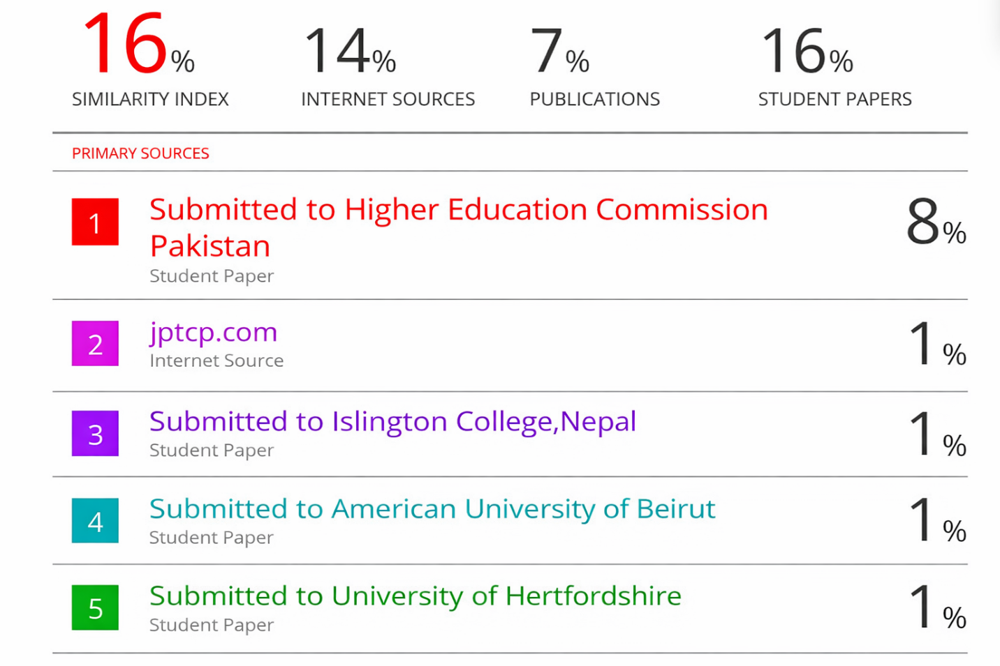 16% 14% 7% 16%
SIMILARITY INDEX INTERNET SOURCES PUBLICATIONS STUDENT PAPERS
PRIMARY SOURCES
1 Submitted to Higher Education Commission 8%
Pakistan
Student Paper
2 jptcp.com 1%
Internet Source
3 Submitted to Islington College,Nepal 1%
Student Paper
4 Submitted to American University of Beirut 1%
Student Paper
5 Submitted to University of Hertfordshire 1%
Student Paper